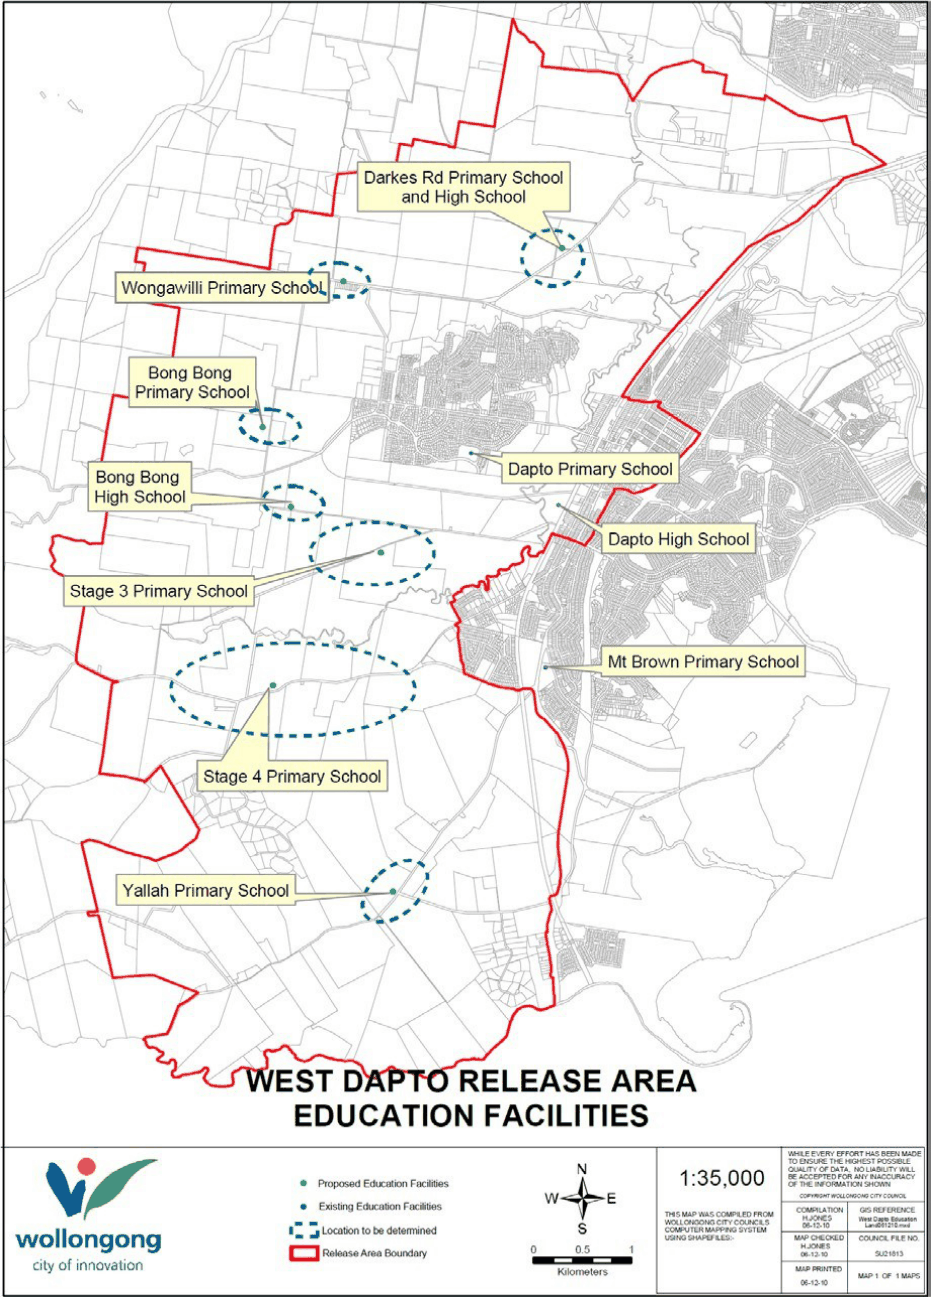 Darkes Rd Primary School
and High School
Wongawilli Primary School
Bong Bong
Primary School
Dapto Primary School
Bong Bong
High School
Dapto High School
Stage 3 Primary School
Mt Brown Primary School
Stage 4 Primary School
Yallah Primary School
WEST DAPTO RELEASE AREA
EDUCATION FACILITIES
wollongong
city of innovation
Proposed Education Facilities
Existing Education Facilities
Location to be determined
Release Area Boundary
N
W E
S
0 0.5 1
Kilometers
1:35,000
THIS MAP WAS COMPILED FROM
WOLLONGONG CITY COUNCILS
COMPUTER MAPPING SYSTEM
USING SHAPEFILES:-
WHILE EVERY EFFORT HAS BEEN MADE
TO ENSURE THE HIGHEST POSSIBLE
QUALITY OF DATA, NO LIABILITY WILL
BE ACCEPTED FOR ANY INACCURACY
OF THE INFORMATION SHOWN
COPYRIGHT WOLLONGONG CITY COUNCIL
COMPILATION
H.JONES
06-12-10
GIS REFERENCE
West Dapto Education
Land081210.mxd
MAP CHECKED
H.JONES
06-12-10
COUNCIL FILE NO.
SU21813
MAP PRINTED
06-12-10
MAP 1 OF 1 MAPS